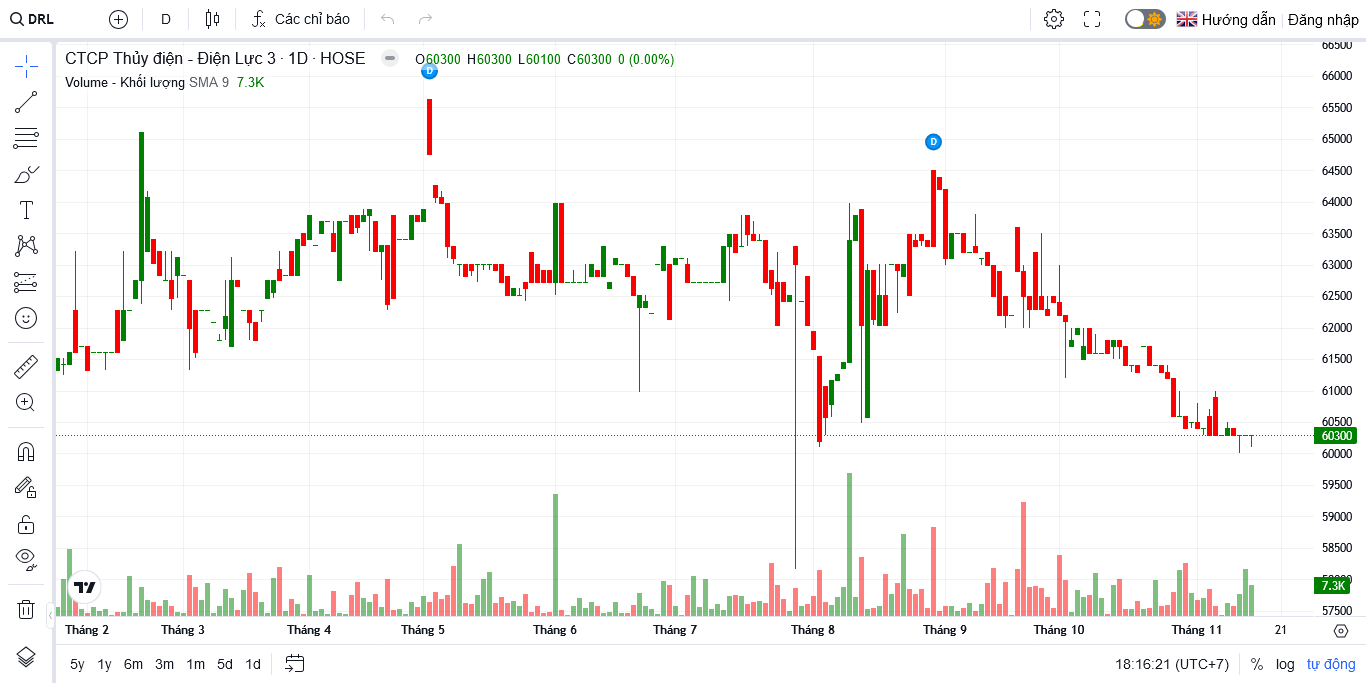 DRL D Các chỉ báo Hướng dẫn Đăng nhập
CTCP Thủy điện - Điện Lực 3 · 1D · HOSE O60300 H60300 L60100 C60300 0 (0.00%)
Volume - Khối lượng SMA 9 7.3K
D
D
66500
66000
65500
65000
64500
64000
63500
63000
62500
62000
61500
61000
60500
60300
60000
59500
59000
58500
7.3K
57500
Tháng 2 Tháng 3 Tháng 4 Tháng 5 Tháng 6 Tháng 7 Tháng 8 Tháng 9 Tháng 10 Tháng 11 21
5y 1y 6m 3m 1m 5d 1d 18:16:21 (UTC+7) % log tự động